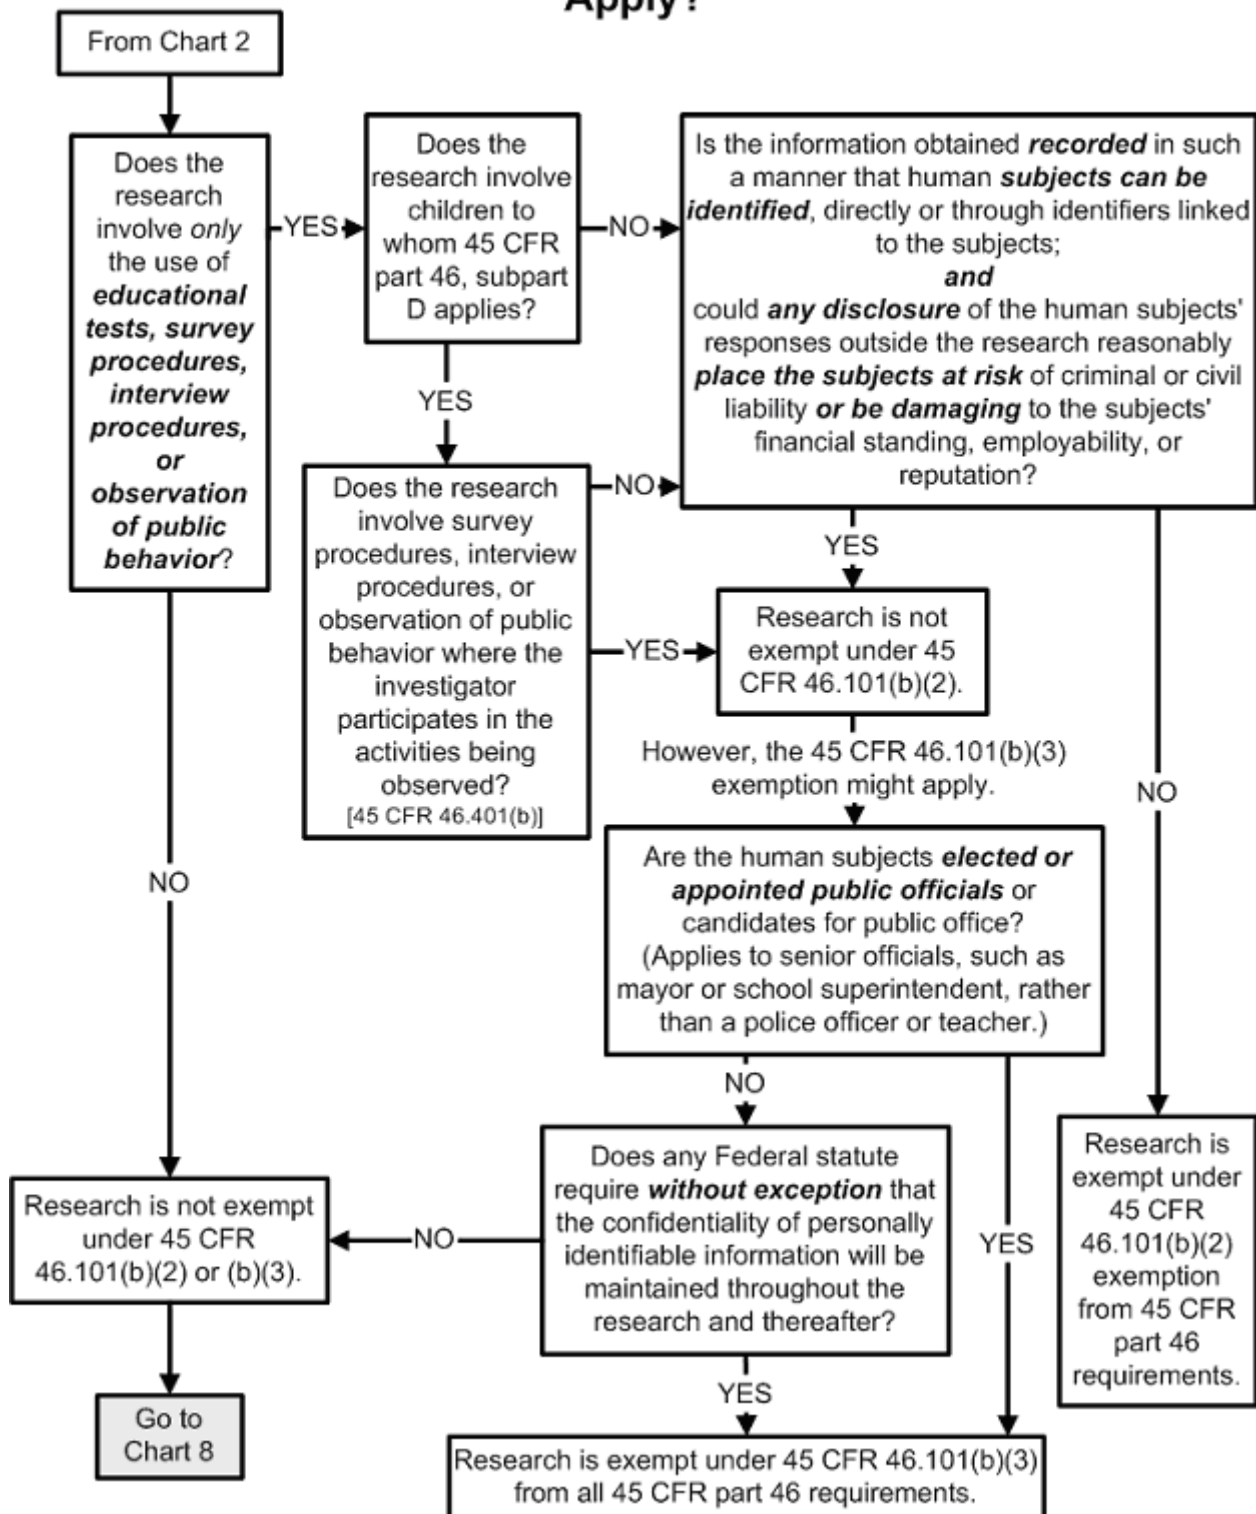 Apply?
From Chart 2
Does the
research
involve only
the use of
educational
tests, survey
procedures,
interview
procedures,
or
observation
of public
behavior?
YES
Does the
research involve
children to
whom 45 CFR
part 46, subpart
D applies?
NO
Is the information obtained recorded in such
a manner that human subjects can be
identified, directly or through identifiers linked
to the subjects;
and
could any disclosure of the human subjects'
responses outside the research reasonably
place the subjects at risk of criminal or civil
liability or be damaging to the subjects'
financial standing, employability, or
reputation?
YES
Does the research
involve survey
procedures, interview
procedures, or
observation of public
behavior where the
investigator
participates in the
activities being
observed?
[45 CFR 46.401(b)]
NO
YES
YES
Research is not
exempt under 45
CFR 46.101(b)(2).
However, the 45 CFR 46.101(b)(3)
exemption might apply.
NO
NO
Are the human subjects elected or
appointed public officials or
candidates for public office?
(Applies to senior officials, such as
mayor or school superintendent, rather
than a police officer or teacher.)
NO
YES
Does any Federal statute
require without exception that
the confidentiality of personally
identifiable information will be
maintained throughout the
research and thereafter?
NO
Research is not exempt
under 45 CFR
46.101(b)(2) or (b)(3).
Research is
exempt under
45 CFR
46.101(b)(2)
exemption
from 45 CFR
part 46
requirements.
YES
Go to
Chart 8
Research is exempt under 45 CFR 46.101(b)(3)
from all 45 CFR part 46 requirements.